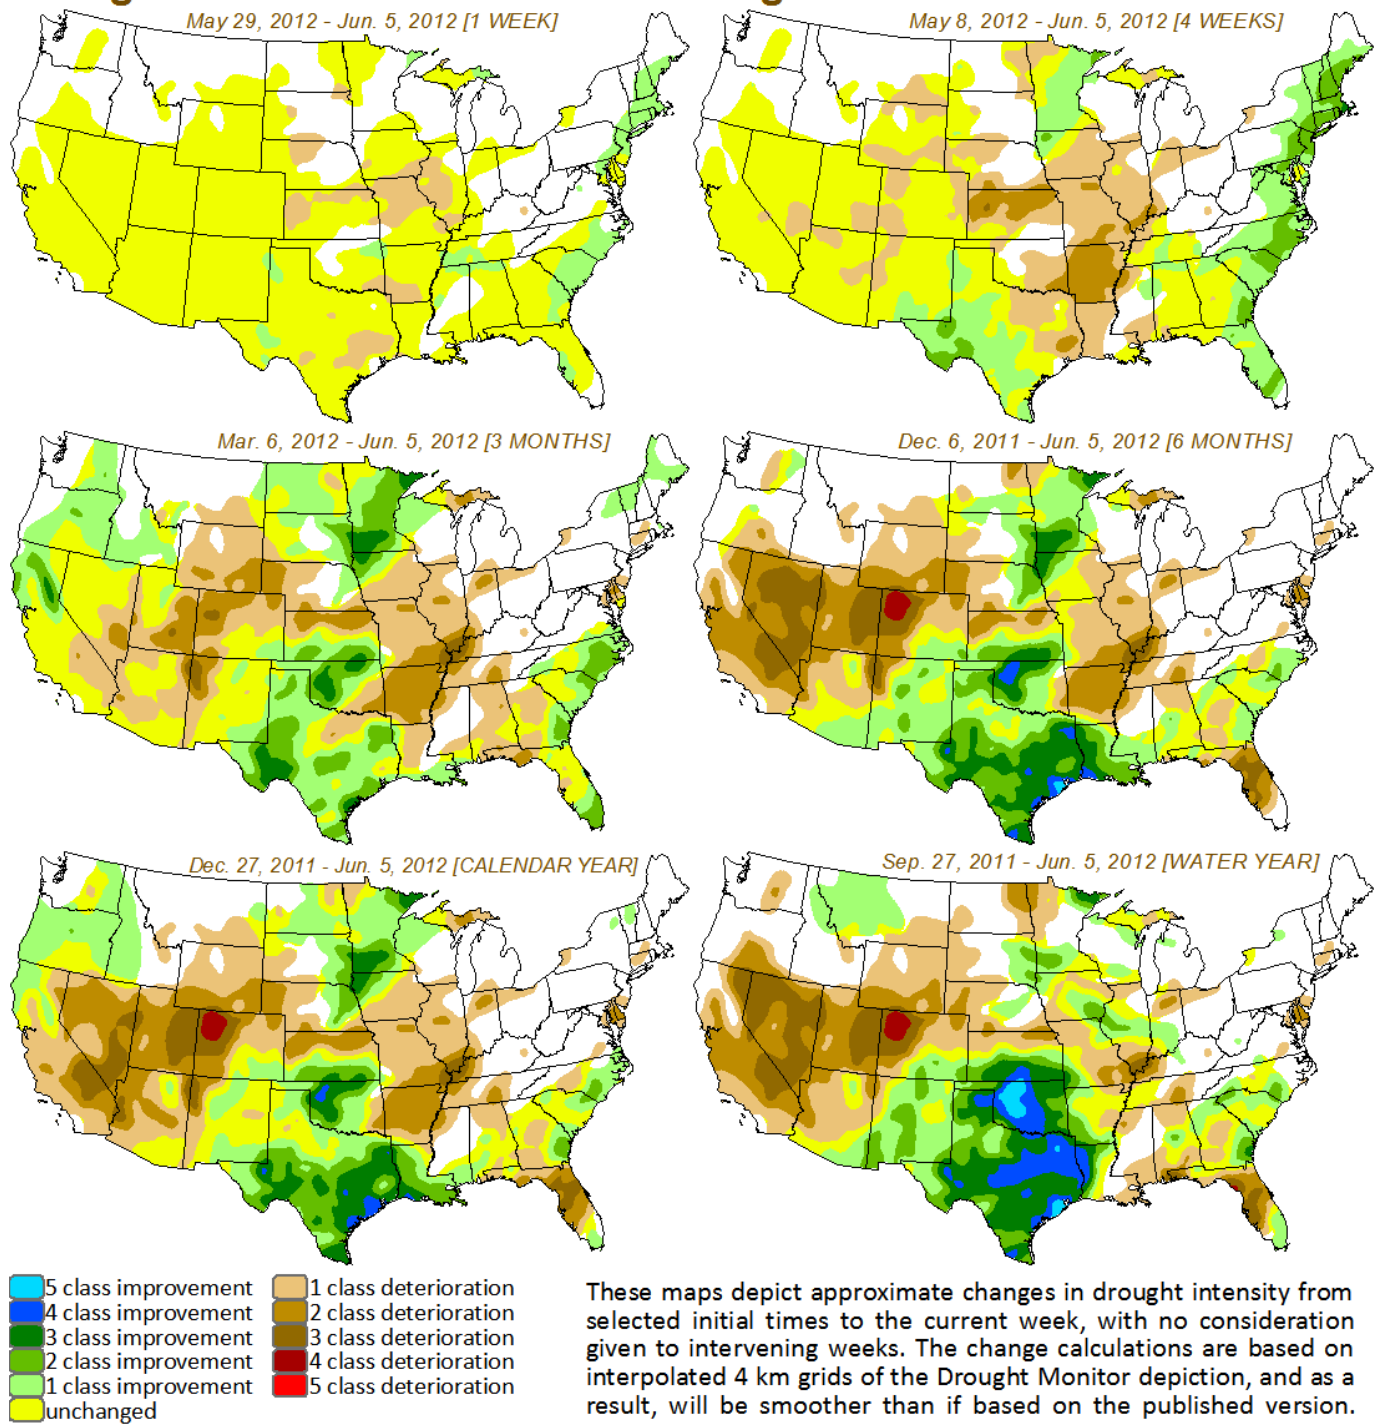 May 29, 2012 - Jun. 5, 2012 [1 WEEK]
May 8, 2012 - Jun. 5, 2012 [4 WEEKS]
Mar. 6, 2012 - Jun. 5, 2012 [3 MONTHS]
Dec. 6, 2011 - Jun. 5, 2012 [6 MONTHS]
Dec. 27, 2011 - Jun. 5, 2012 [CALENDAR YEAR]
Sep. 27, 2011 - Jun. 5, 2012 [WATER YEAR]
5 class improvement
4 class improvement
3 class improvement
2 class improvement
1 class improvement
unchanged
1 class deterioration
2 class deterioration
3 class deterioration
4 class deterioration
5 class deterioration
These maps depict approximate changes in drought intensity from
selected initial times to the current week, with no consideration
given to intervening weeks. The change calculations are based on
interpolated 4 km grids of the Drought Monitor depiction, and as a
result, will be smoother than if based on the published version.